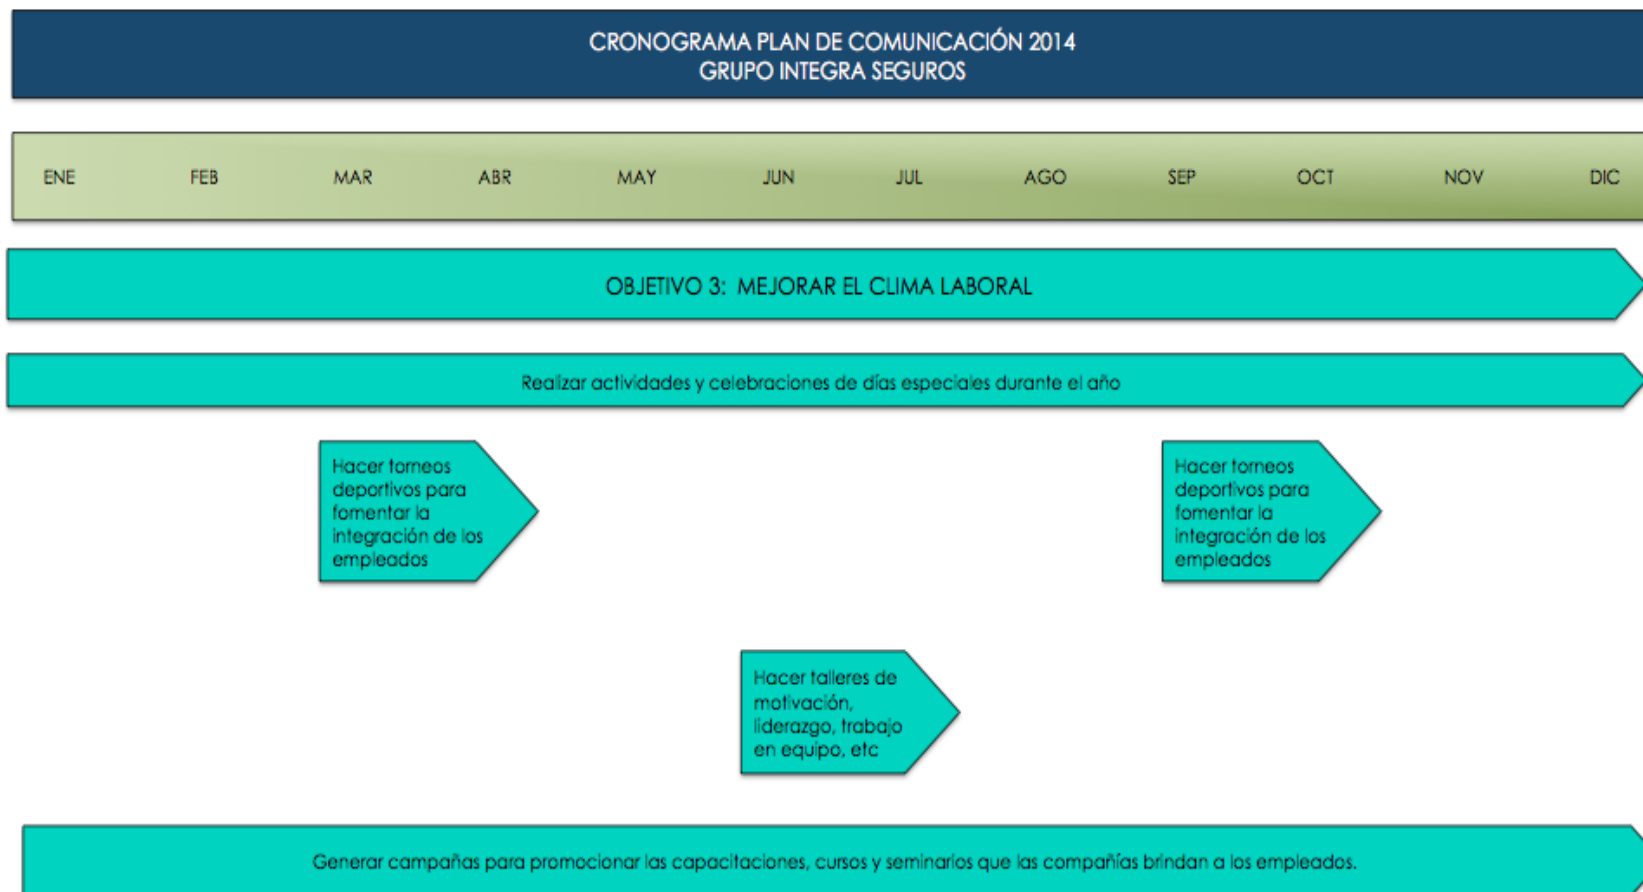 CRONOGRAMA PLAN DE COMUNICACIÓN 2014
GRUPO INTEGRA SEGUROS
ENE FEB MAR ABR MAY JUN JUL AGO SEP OCT NOV DIC
OBJETIVO 3: MEJORAR EL CLIMA LABORAL
Realizar actividades y celebraciones de días especiales durante el año
Hacer torneos
deportivos para
fomentar la
integración de los
empleados
Hacer torneos
deportivos para
fomentar la
integración de los
empleados
Hacer talleres de
motivación,
liderazgo, trabajo
en equipo, etc
Generar campañas para promocionar las capacitaciones, cursos y seminarios que las compañías brindan a los empleados.